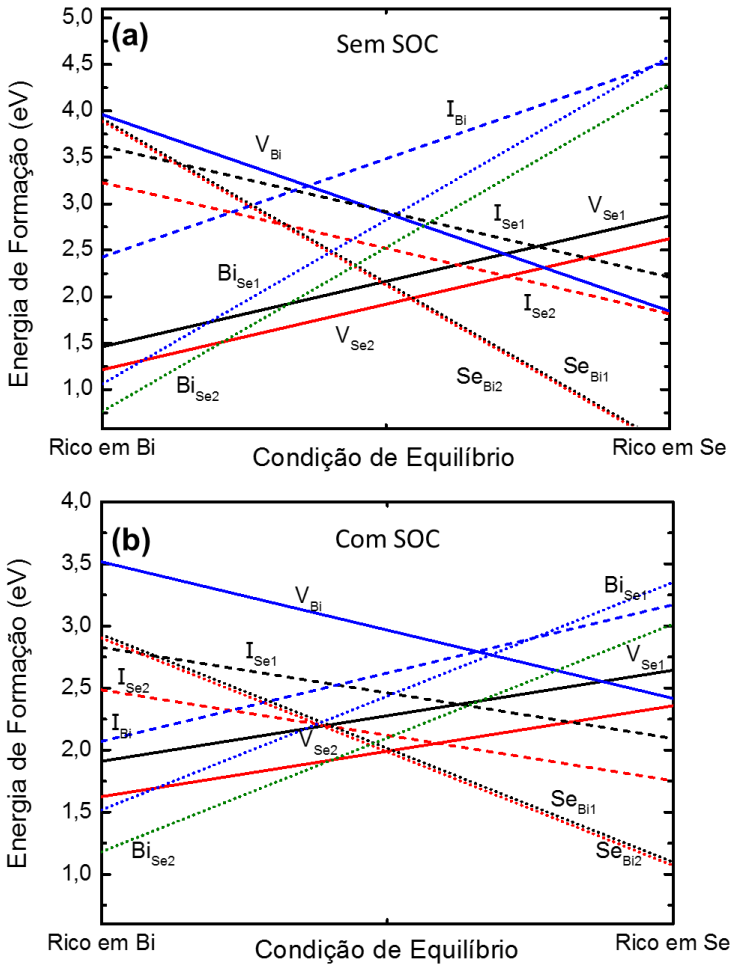 (a)
Sem SOC
Energia de Formação (eV)
5,0
4,5
4,0
3,5
3,0
2,5
2,0
1,5
1,0
I_Bi
V_Bi
V_Se1
I_Se1
Bi_Se1
I_Se2
V_Se2
Se_Bi1
Se_Bi2
Bi_Se2
Rico em Bi
Condição de Equilíbrio
Rico em Se
(b)
Com SOC
Energia de Formação (eV)
4,0
3,5
3,0
2,5
2,0
1,5
1,0
V_Bi
Bi_Se1
I_Se1
V_Se1
I_Se2
I_Bi
V_Se2
Se_Bi1
Se_Bi2
Bi_Se2
Rico em Bi
Condição de Equilíbrio
Rico em Se